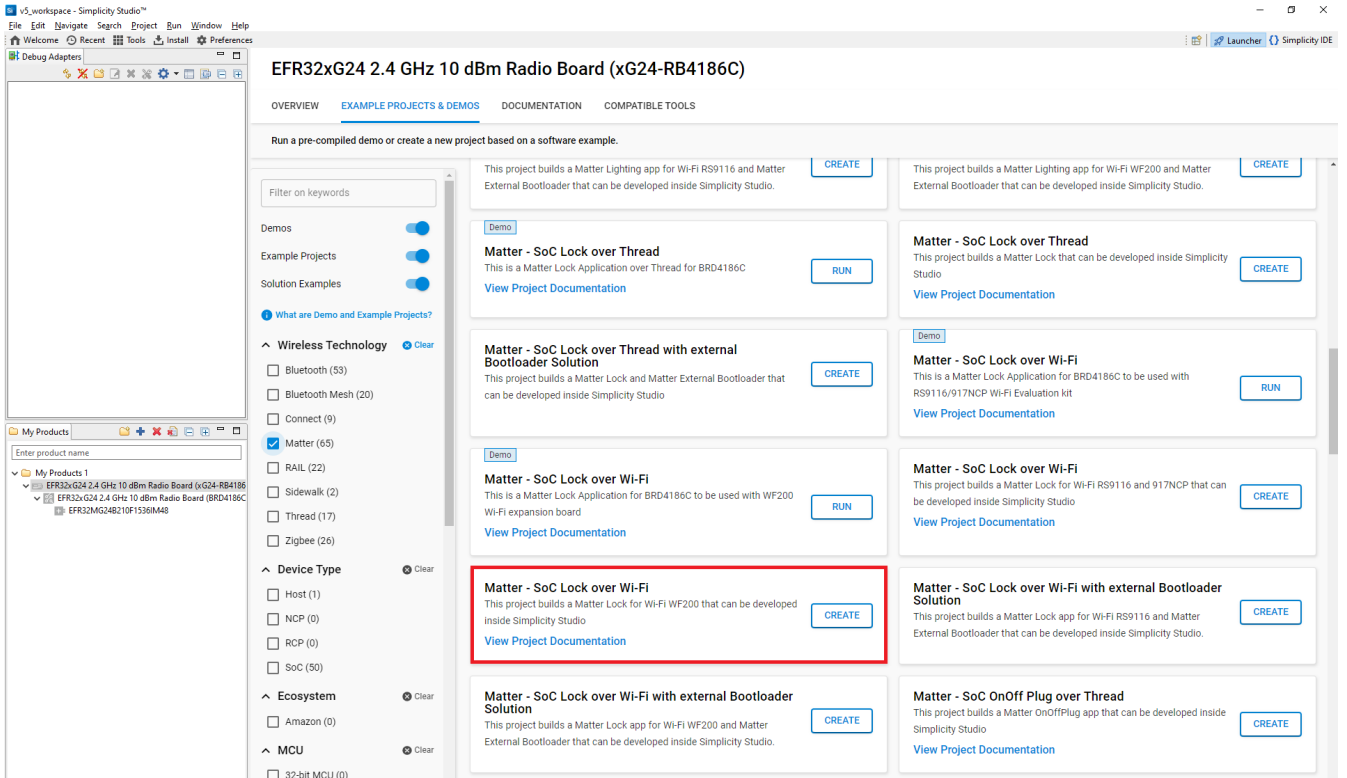 v5_workspace - Simplicity Studio™
File Edit Navigate Search Project Run Window Help
Welcome Recent Tools Install Preferences
Launcher {} Simplicity IDE
Debug Adapters
EFR32xG24 2.4 GHz 10 dBm Radio Board (xG24-RB4186C)
OVERVIEW EXAMPLE PROJECTS & DEMOS DOCUMENTATION COMPATIBLE TOOLS
Run a pre-compiled demo or create a new project based on a software example.
My Products
Enter product name
My Products 1
EFR32xG24 2.4 GHz 10 dBm Radio Board (xG24-RB4186
EFR32xG24 2.4 GHz 10 dBm Radio Board (BRD4186C
EFR32MG24B210F1536IM48
Filter on keywords
Demos
Example Projects
Solution Examples
What are Demo and Example Projects?
Wireless Technology Clear
Bluetooth (53)
Bluetooth Mesh (20)
Connect (9)
Matter (65)
RAIL (22)
Sidewalk (2)
Thread (17)
Zigbee (26)
Device Type Clear
Host (1)
NCP (0)
RCP (0)
SoC (50)
Ecosystem Clear
Amazon (0)
MCU Clear
32-bit MCU (0)
This project builds a Matter Lighting app for Wi-Fi RS9116 and Matter
External Bootloader that can be developed inside Simplicity Studio.
CREATE
This project builds a Matter Lighting app for Wi-Fi WF200 and Matter
External Bootloader that can be developed inside Simplicity Studio.
CREATE
Demo
Matter - SoC Lock over Thread
This is a Matter Lock Application over Thread for BRD4186C
View Project Documentation
RUN
Matter - SoC Lock over Thread
This project builds a Matter Lock that can be developed inside Simplicity
Studio
View Project Documentation
CREATE
Matter - SoC Lock over Thread with external
Bootloader Solution
This project builds a Matter Lock and Matter External Bootloader that
can be developed inside Simplicity Studio
CREATE
Demo
Matter - SoC Lock over Wi-Fi
This is a Matter Lock Application for BRD4186C to be used with
RS9116/917NCP Wi-Fi Evaluation kit
View Project Documentation
RUN
Demo
Matter - SoC Lock over Wi-Fi
This is a Matter Lock Application for BRD4186C to be used with WF200
Wi-Fi expansion board
View Project Documentation
RUN
Matter - SoC Lock over Wi-Fi
This project builds a Matter Lock for Wi-Fi RS9116 and 917NCP that can
be developed inside Simplicity Studio
View Project Documentation
CREATE
Matter - SoC Lock over Wi-Fi
This project builds a Matter Lock for Wi-Fi WF200 that can be developed
inside Simplicity Studio
View Project Documentation
CREATE
Matter - SoC Lock over Wi-Fi with external Bootloader
Solution
This project builds a Matter Lock app for Wi-Fi RS9116 and Matter
External Bootloader that can be developed inside Simplicity Studio.
CREATE
Matter - SoC Lock over Wi-Fi with external Bootloader
Solution
This project builds a Matter Lock app for Wi-Fi WF200 and Matter
External Bootloader that can be developed inside Simplicity Studio.
CREATE
Matter - SoC OnOff Plug over Thread
This project builds a Matter OnOffPlug app that can be developed inside
Simplicity Studio
View Project Documentation
CREATE